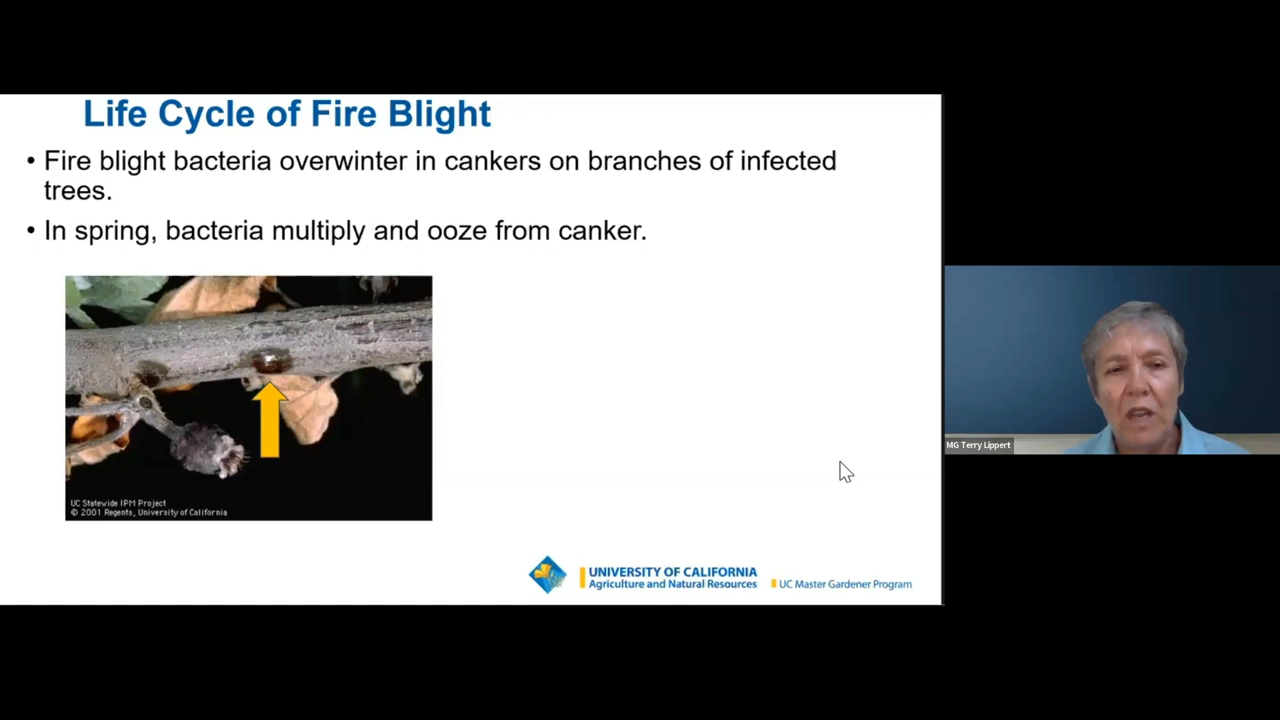 Life Cycle of Fire Blight
• Fire blight bacteria overwinter in cankers on branches of infected
trees.
• In spring, bacteria multiply and ooze from canker.
UC Statewide IPM Project
© 2001 Regents, University of California
UNIVERSITY OF CALIFORNIA
Agriculture and Natural Resources
UC Master Gardener Program
MG Terry Lippert